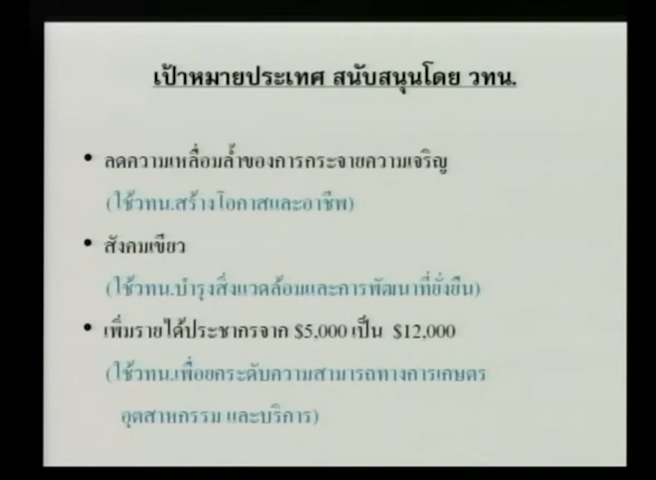 เป้าหมายประเทศ สนับสนุนโดย วทน.
• ลดความเหลื่อมล้ำของการกระจายความเจริญ
(ใช้วทน.สร้างโอกาสและอาชีพ)
• สังคมเขียว
(ใช้วทน.บำรุงสิ่งแวดล้อมและการพัฒนาที่ยั่งยืน)
• เพิ่มรายได้ประชากรจาก $5,000 เป็น $12,000
(ใช้วทน.เพื่อยกระดับความสามารถทางการเกษตร
อุตสาหกรรม และบริการ)